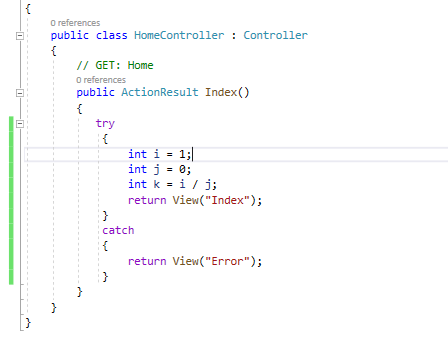 {
0 references
public class HomeController : Controller
{
// GET: Home
0 references
public ActionResult Index()
{
try
{
int i = 1;
int j = 0;
int k = i / j;
return View("Index");
}
catch
{
return View("Error");
}
}
}
}